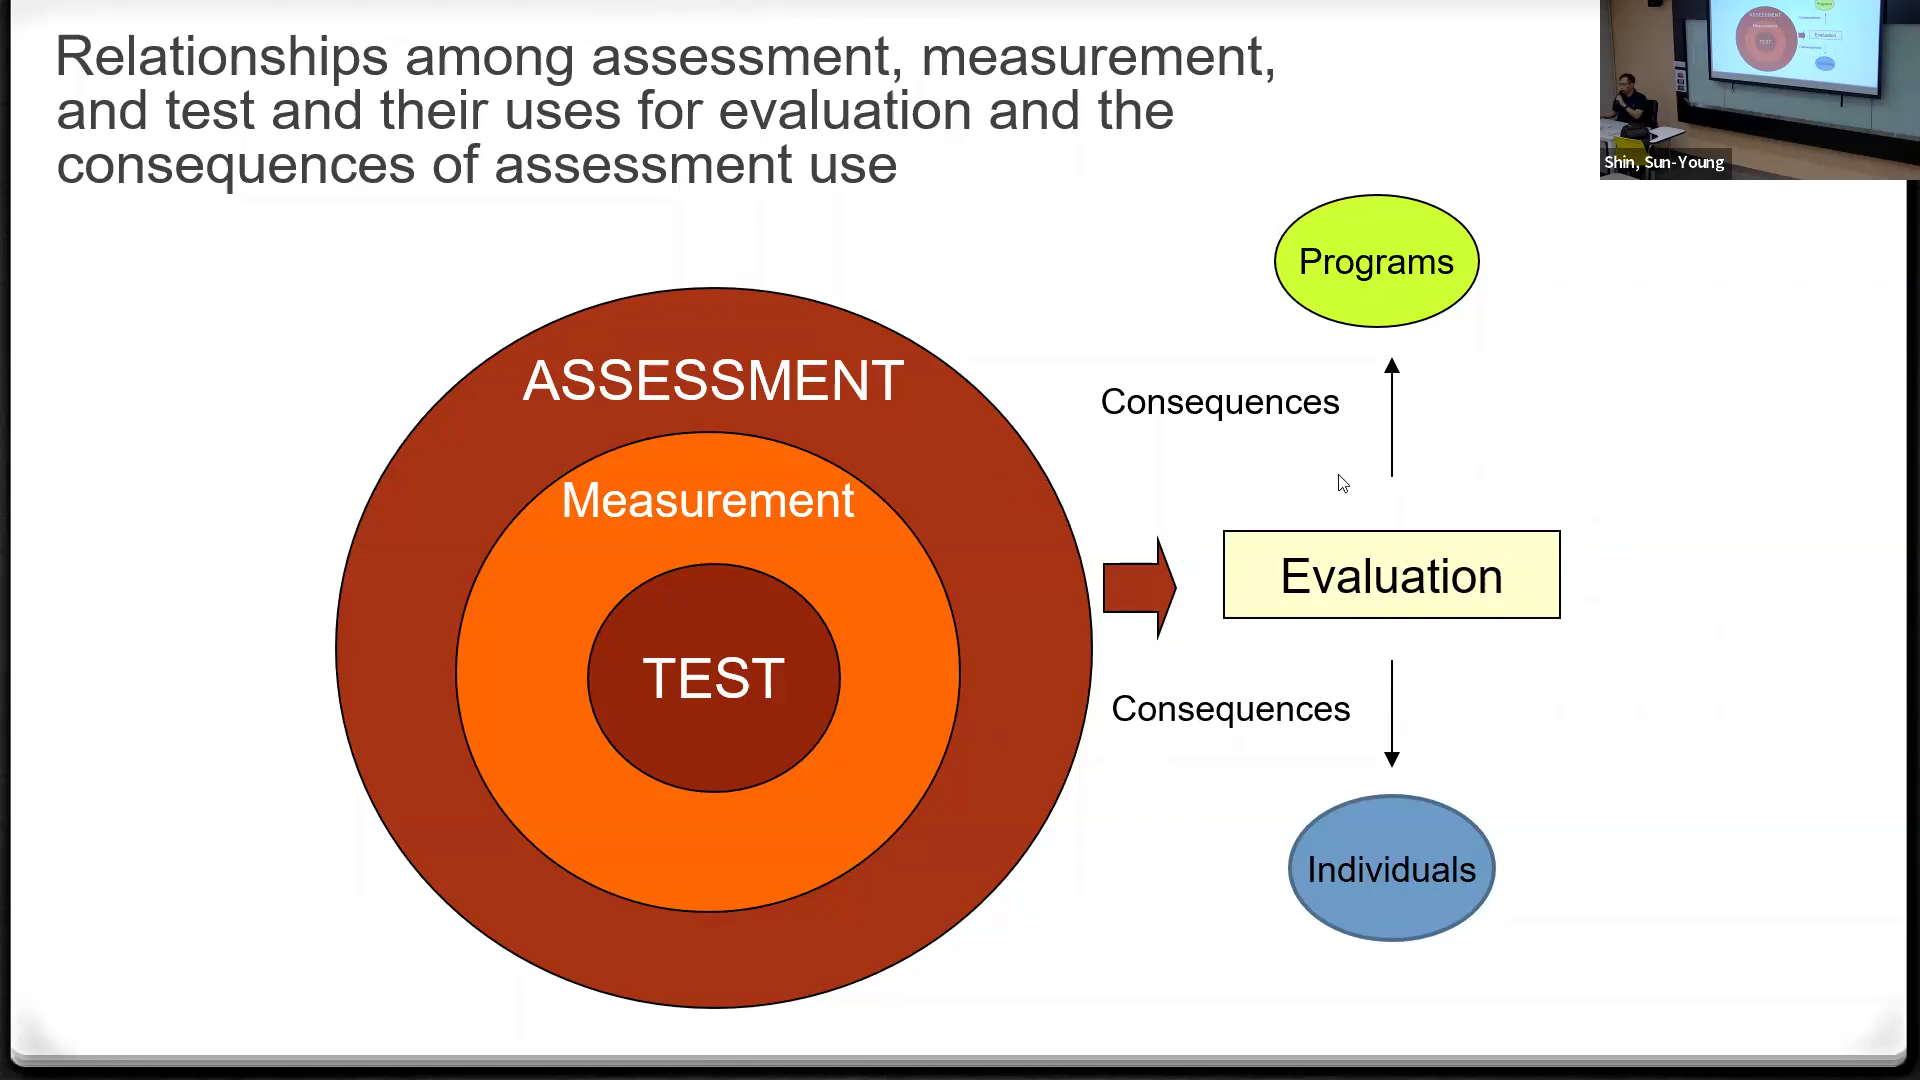 Relationships among assessment, measurement,
and test and their uses for evaluation and the
consequences of assessment use
Shin, Sun-Young
Programs
ASSESSMENT
Consequences
Measurement
Evaluation
TEST
Consequences
Individuals